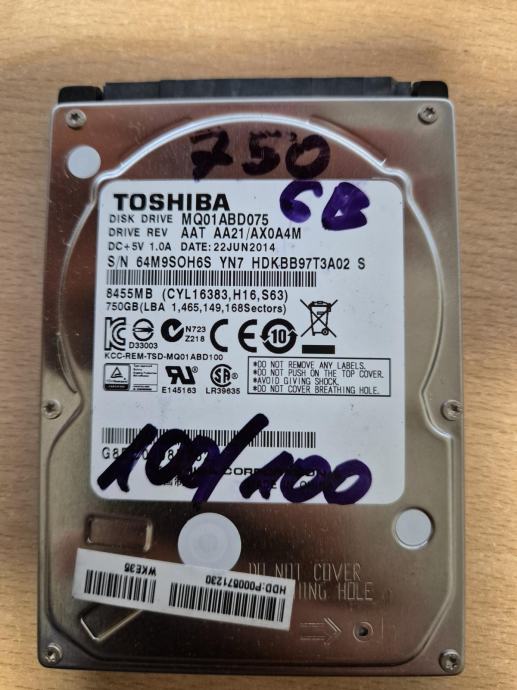 750
GB
TOSHIBA
DISK DRIVE MQ01ABD075
DRIVE REV AAT AA21/AX0A4M
DC+5V 1.0A DATE:22JUN2014
S/N 64M9SOH6S YN7 HDKBB97T3A02 S
8455MB (CYL16383,H16,S63)
750GB(LBA 1,465,149,168Sectors)
D33003
N723
Z218
10
KCC-REM-TSD-MQ01ABD100
E145163
LR39635
*DO NOT REMOVE ANY LABELS.
*DO NOT PUSH ON THE TOP COVER.
*AVOID GIVING SHOCK.
*DO NOT COVER BREATHING HOLE.
100/100
CORPORATION
DO NOT COVER
HOLE
HDD:P000571230
WKE35